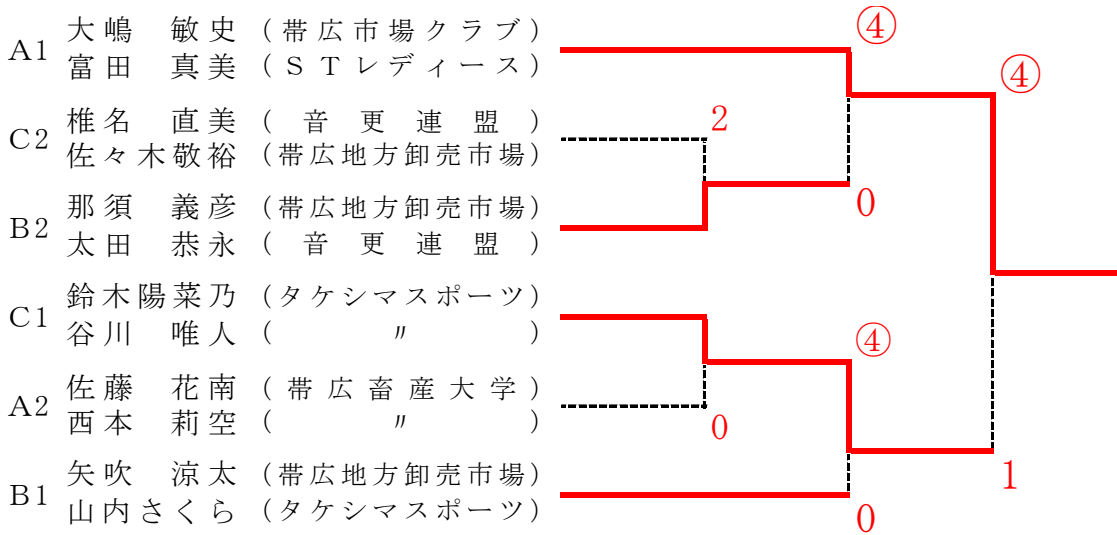 ④
大嶋 敏史 (帯広市場クラブ)
A1
富田 真美 (STレディース)
④
椎名 直美 (音更連盟)
2
C2
佐々木敬裕 (帯広地方卸売市場)
那須 義彦 (帯広地方卸売市場)
0
B2
太田 恭永 (音更連盟)
鈴木陽菜乃 (タケシマスポーツ)
C1
谷川 唯人 (〃)
④
佐藤 花南 (帯広畜産大学)
A2
西本 莉空 (〃)
0
矢吹 涼太 (帯広地方卸売市場)
1
B1
山内さくら (タケシマスポーツ)
0